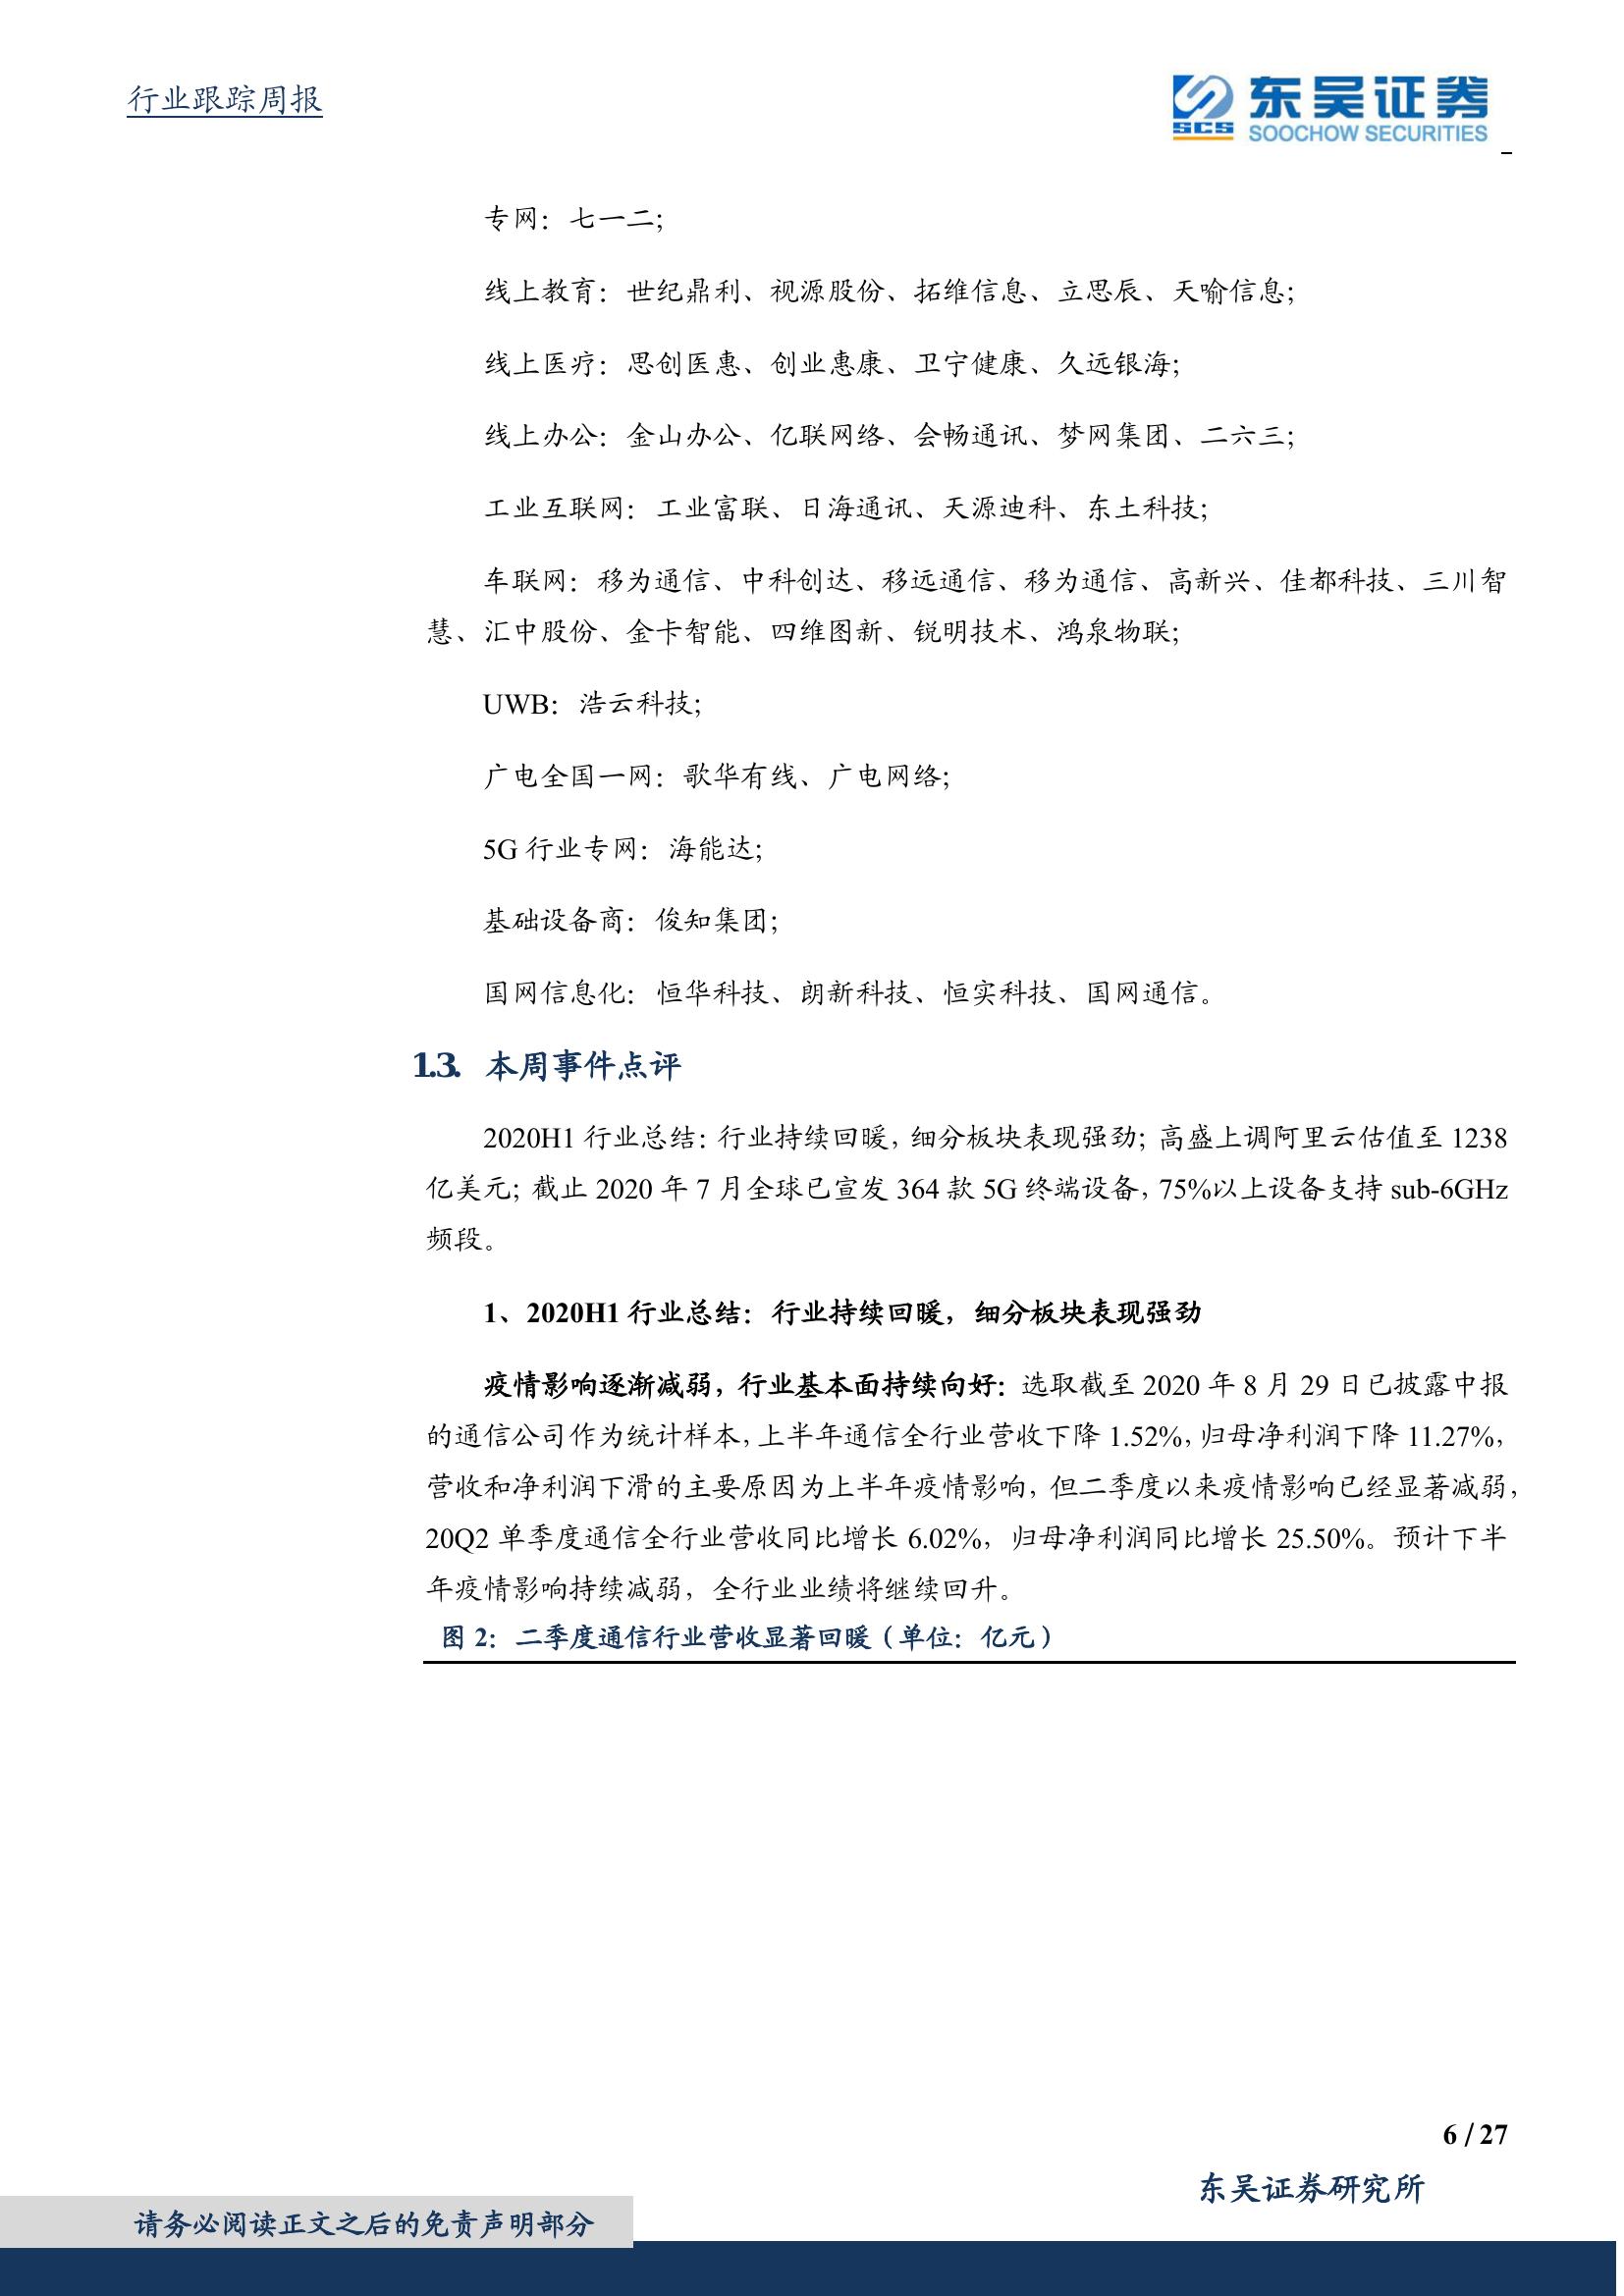 行业跟踪周报
SCS
东吴证券
SOOCHOW SECURITIES
专网：七一二；
线上教育：世纪鼎利、视源股份、拓维信息、立思辰、天喻信息；
线上医疗：思创医惠、创业惠康、卫宁健康、久远银海；
线上办公：金山办公、亿联网络、会畅通讯、梦网集团、二六三；
工业互联网：工业富联、日海通讯、天源迪科、东土科技；
车联网：移为通信、中科创达、移远通信、移为通信、高新兴、佳都科技、三川智
慧、汇中股份、金卡智能、四维图新、锐明技术、鸿泉物联；
UWB：浩云科技；
广电全国一网：歌华有线、广电网络；
5G 行业专网：海能达；
基础设备商：俊知集团；
国网信息化：恒华科技、朗新科技、恒实科技、国网通信。
1.3. 本周事件点评
2020H1 行业总结：行业持续回暖，细分板块表现强劲；高盛上调阿里云估值至 1238
亿美元；截止 2020 年 7 月全球已宣发 364 款 5G 终端设备，75%以上设备支持 sub-6GHz
频段。
1、2020H1 行业总结：行业持续回暖，细分板块表现强劲
疫情影响逐渐减弱，行业基本面持续向好：选取截至 2020 年 8 月 29 日已披露中报
的通信公司作为统计样本，上半年通信全行业营收下降 1.52%，归母净利润下降 11.27%，
营收和净利润下滑的主要原因为上半年疫情影响，但二季度以来疫情影响已经显著减弱，
20Q2 单季度通信全行业营收同比增长 6.02%，归母净利润同比增长 25.50%。预计下半
年疫情影响持续减弱，全行业业绩将继续回升。
图 2：二季度通信行业营收显著回暖（单位：亿元）
6 / 27
东吴证券研究所
请务必阅读正文之后的免责声明部分